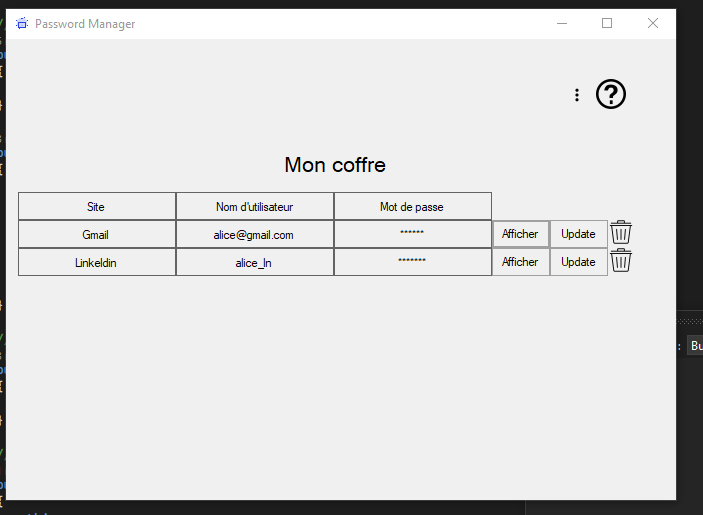 Password Manager
Mon coffre
Site Nom d'utilisateur Mot de passe
Gmail alice@gmail.com ****** Afficher Update
Linkeldin alice_ln ******* Afficher Update
: Bu